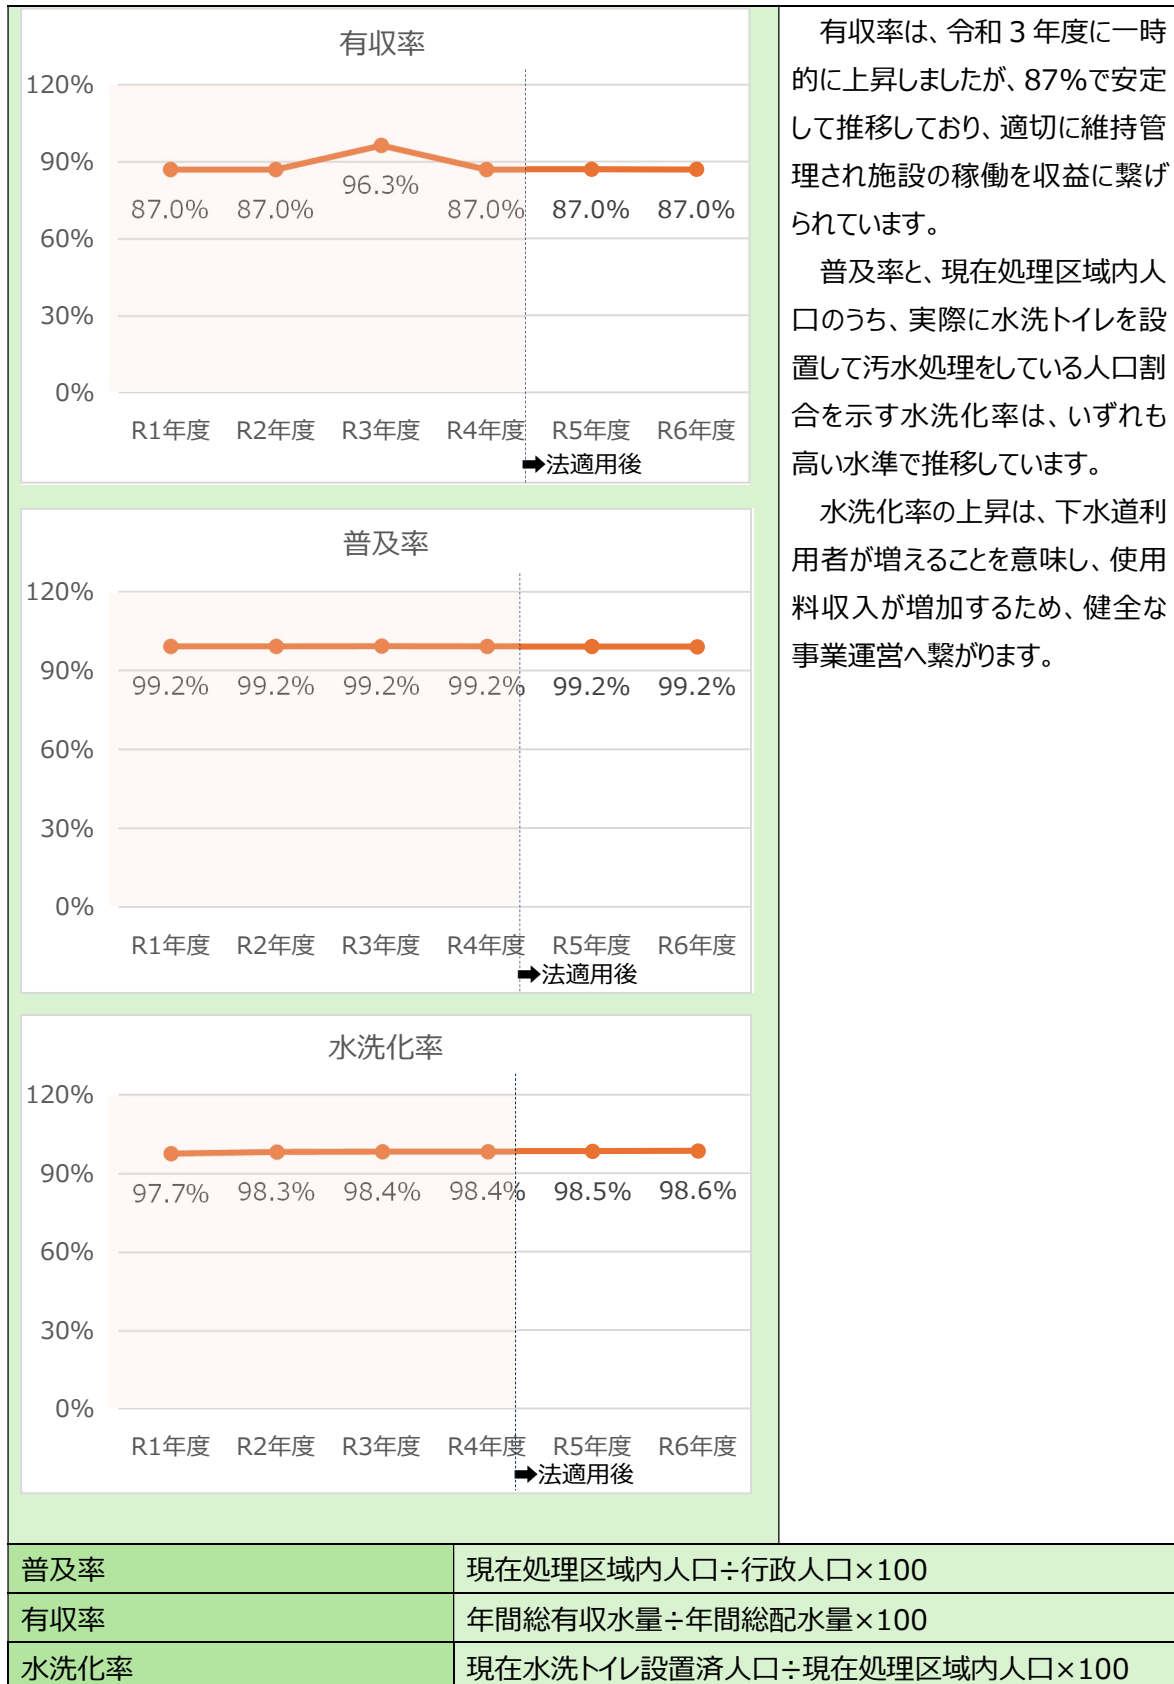 有収率
120%
90%
60%
30%
0%
87.0% 87.0% 96.3% 87.0% 87.0% 87.0%
R1年度 R2年度 R3年度 R4年度 R5年度 R6年度
➡法適用後
普及率
120%
90%
60%
30%
0%
99.2% 99.2% 99.2% 99.2% 99.2% 99.2%
R1年度 R2年度 R3年度 R4年度 R5年度 R6年度
➡法適用後
水洗化率
120%
90%
60%
30%
0%
97.7% 98.3% 98.4% 98.4% 98.5% 98.6%
R1年度 R2年度 R3年度 R4年度 R5年度 R6年度
➡法適用後
有収率は、令和 3 年度に一時
的に上昇しましたが、87%で安定
して推移しており、適切に維持管
理され施設の稼働を収益に繋げ
られています。
普及率と、現在処理区域内人
口のうち、実際に水洗トイレを設
置して汚水処理をしている人口割
合を示す水洗化率は、いずれも
高い水準で推移しています。
水洗化率の上昇は、下水道利
用者が増えることを意味し、使用
料収入が増加するため、健全な
事業運営へ繋がります。
普及率 現在処理区域内人口÷行政人口×100
有収率 年間総有収水量÷年間総配水量×100
水洗化率 現在水洗トイレ設置済人口÷現在処理区域内人口×100